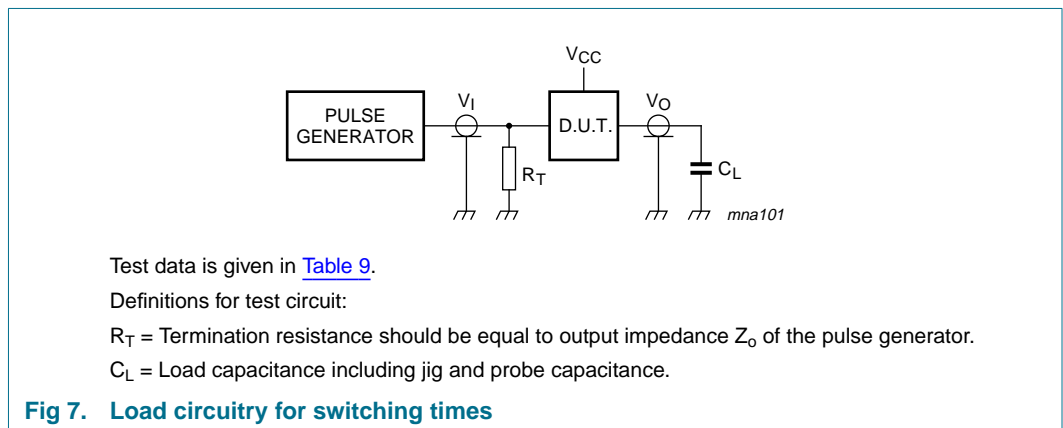 VCC
PULSE
GENERATOR
VI
D.U.T.
VO
RT
CL
mna101
Test data is given in Table 9.
Definitions for test circuit:
RT = Termination resistance should be equal to output impedance Zo of the pulse generator.
CL = Load capacitance including jig and probe capacitance.
Fig 7. Load circuitry for switching times